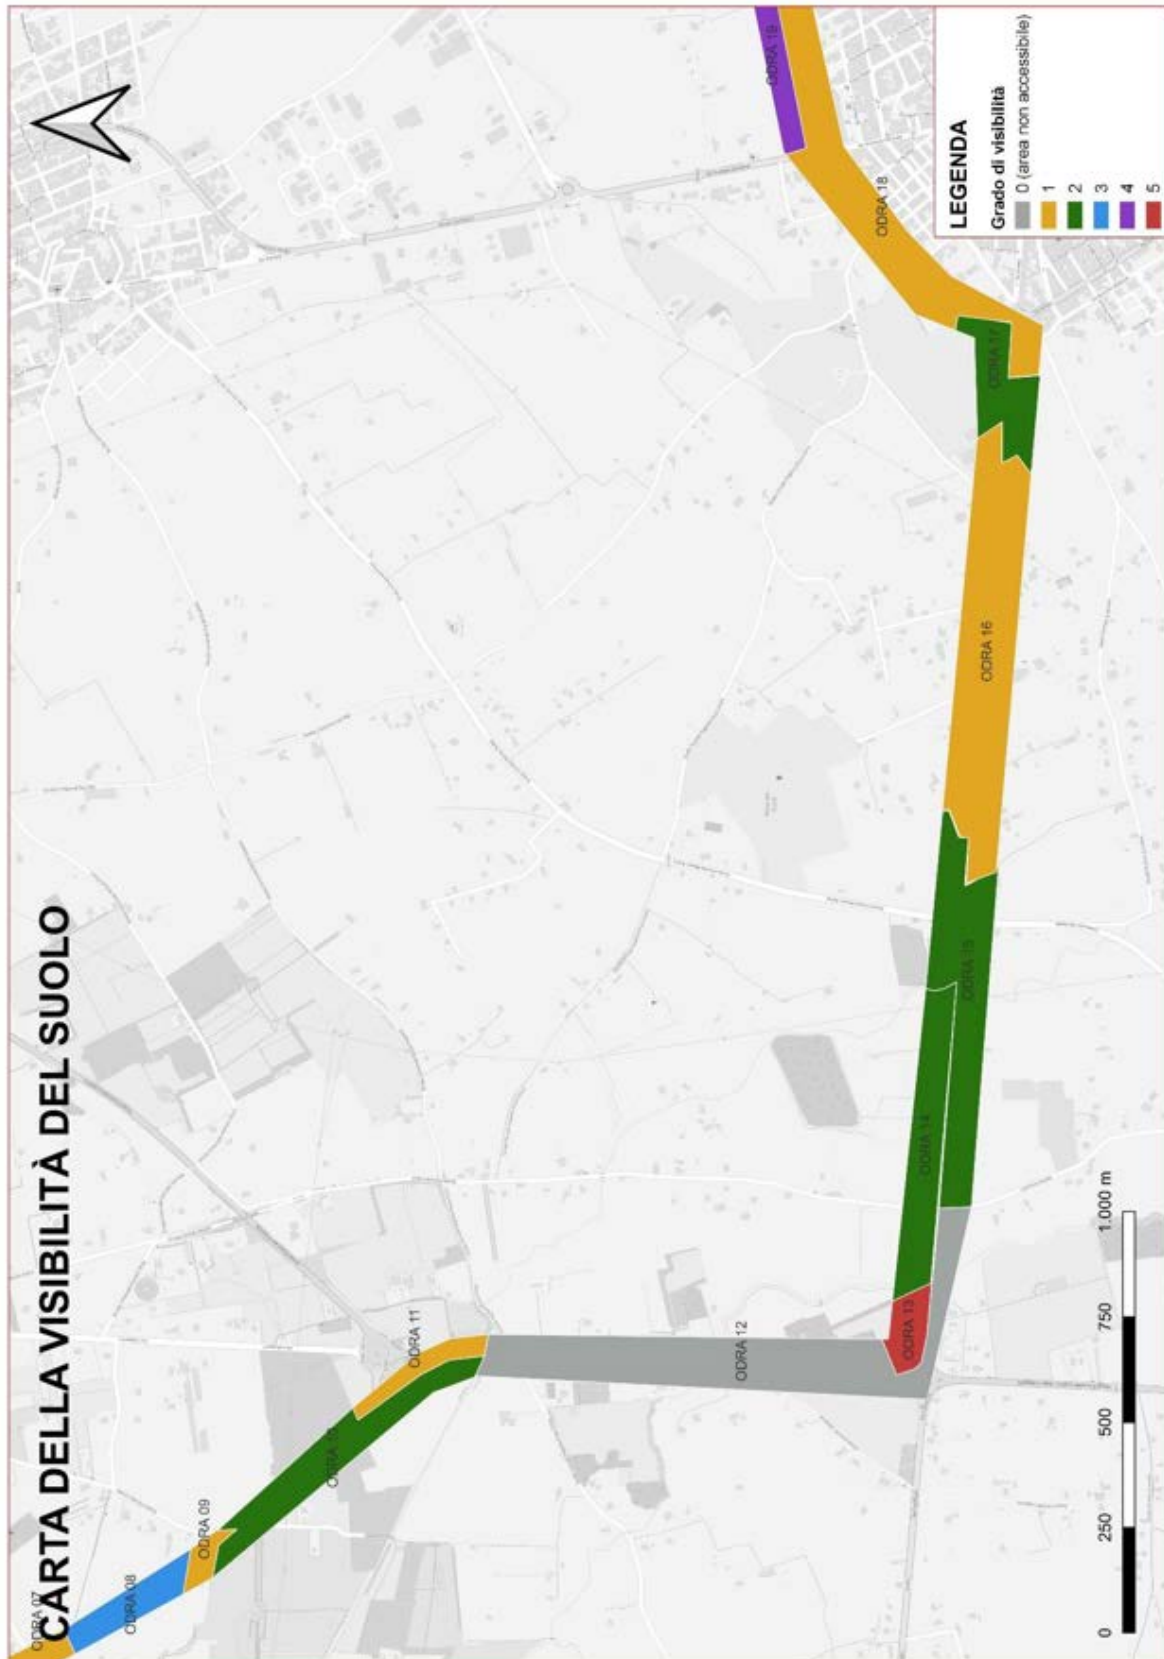 CARTA DELLA VISIBILITÀ DEL SUOLO
ODRA 07
ODRA 08
ODRA 09
ODRA 10
ODRA 11
ODRA 12
ODRA 13
ODRA 14
ODRA 15
ODRA 16
ODRA 17
ODRA 18
ODRA 19
0 250 500 750 1.000 m
LEGENDA
Grado di visibilità
0 (area non accessibile)
1
2
3
4
5